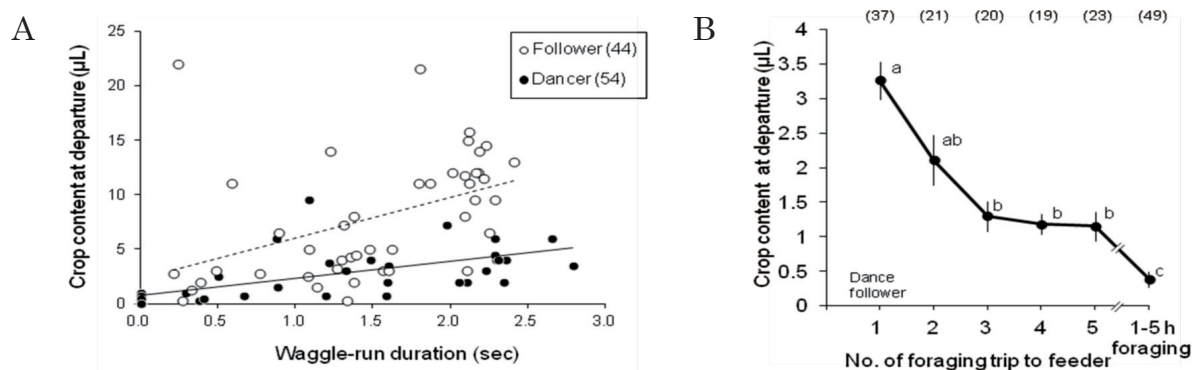 A
Crop content at departure (μL)
25
20
15
10
5
0
0.0 0.5 1.0 1.5 2.0 2.5 3.0
Waggle-run duration (sec)
Follower (44)
Dancer (54)
B
(37) (21) (20) (19) (23) (49)
Crop content at departure (μL)
4
3.5
3
2.5
2
1.5
1
0.5
0
a
ab
b
b
b
c
Dance
follower
1 2 3 4 5 1-5 h
foraging
No. of foraging trip to feeder